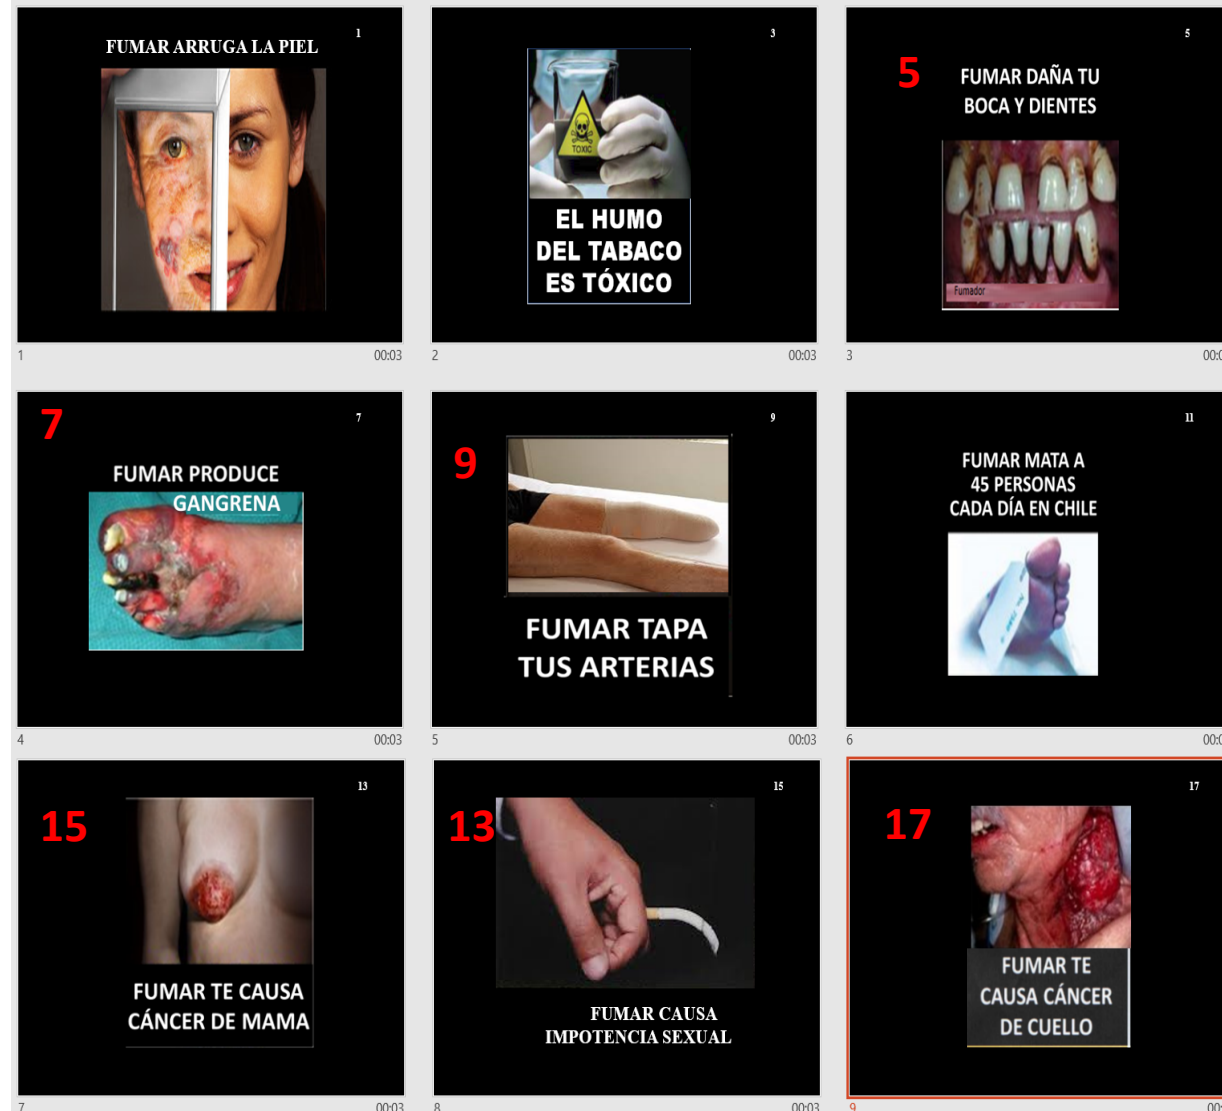 FUMAR ARRUGA LA PIEL
1
TOXIC
EL HUMO
DEL TABACO
ES TÓXICO
3
5
5
FUMAR DAÑA TU
BOCA Y DIENTES
Fumador
1
00:03
2
00:03
3
7
7
FUMAR PRODUCE
GANGRENA
9
9
FUMAR TAPA
TUS ARTERIAS
11
FUMAR MATA A
45 PERSONAS
CADA DÍA EN CHILE
4
00:03
5
00:03
6
13
15
FUMAR TE CAUSA
CÁNCER DE MAMA
15
13
FUMAR CAUSA
IMPOTENCIA SEXUAL
17
17
FUMAR TE
CAUSA CÁNCER
DE CUELLO
7
00:03
8
00:03
9